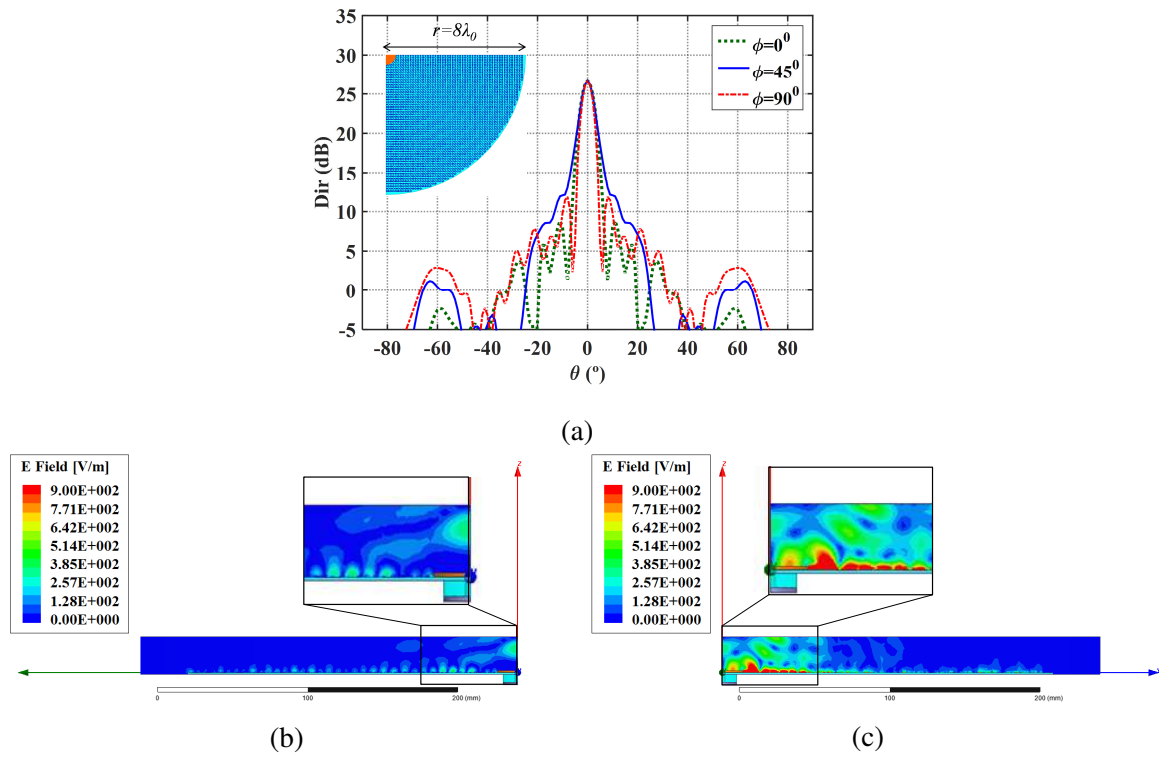 r=8λ₀
35
30
25
20
15
10
5
0
-5
Dir (dB)
ϕ=0⁰
ϕ=45⁰
ϕ=90⁰
-80 -60 -40 -20 0 20 40 60 80
θ (º)
(a)
E Field [V/m]
9.00E+002
7.71E+002
6.42E+002
5.14E+002
3.85E+002
2.57E+002
1.28E+002
0.00E+000
z
0 100 200 (mm)
(b)
E Field [V/m]
9.00E+002
7.71E+002
6.42E+002
5.14E+002
3.85E+002
2.57E+002
1.28E+002
0.00E+000
z
0 100 200 (mm)
(c)